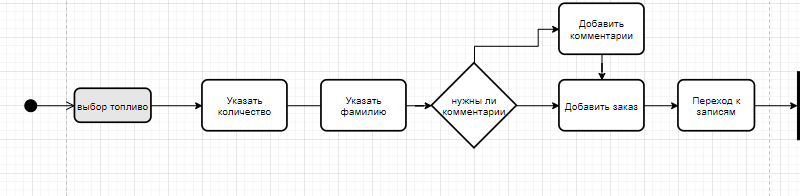 выбор топливо
Указать
количество
Указать
фамилию
нужны ли
комментарии
Добавить
комментарии
Добавить заказ
Переход к
записям